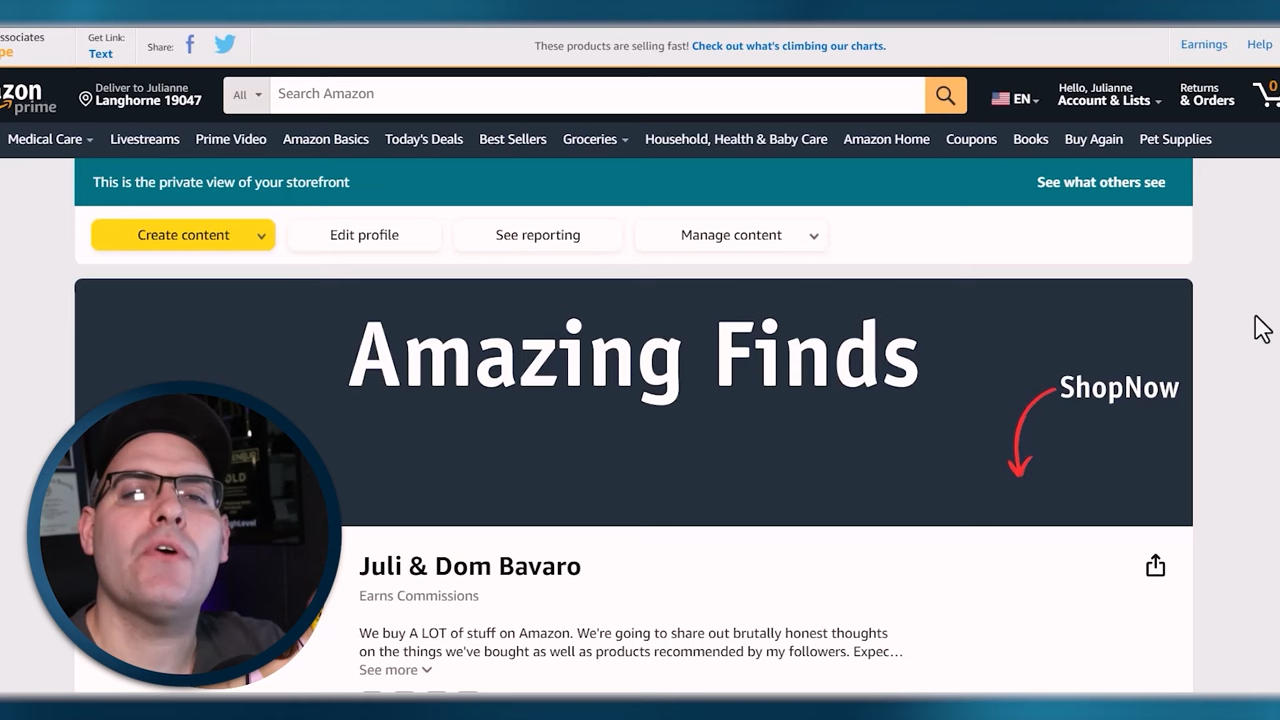 ssociates
pe
Get Link:
Text
Share:
These products are selling fast! Check out what's climbing our charts.
Earnings
Help
zon
prime
Deliver to Julianne
Langhorne 19047
All
Search Amazon
EN
Hello, Julianne
Account & Lists
Returns
& Orders
0
Medical Care
Livestreams
Prime Video
Amazon Basics
Today's Deals
Best Sellers
Groceries
Household, Health & Baby Care
Amazon Home
Coupons
Books
Buy Again
Pet Supplies
This is the private view of your storefront
See what others see
Create content
Edit profile
See reporting
Manage content
Amazing Finds
ShopNow
OLD
Juli & Dom Bavaro
Earns Commissions
We buy A LOT of stuff on Amazon. We're going to share out brutally honest thoughts
on the things we've bought as well as products recommended by my followers. Expec...
See more